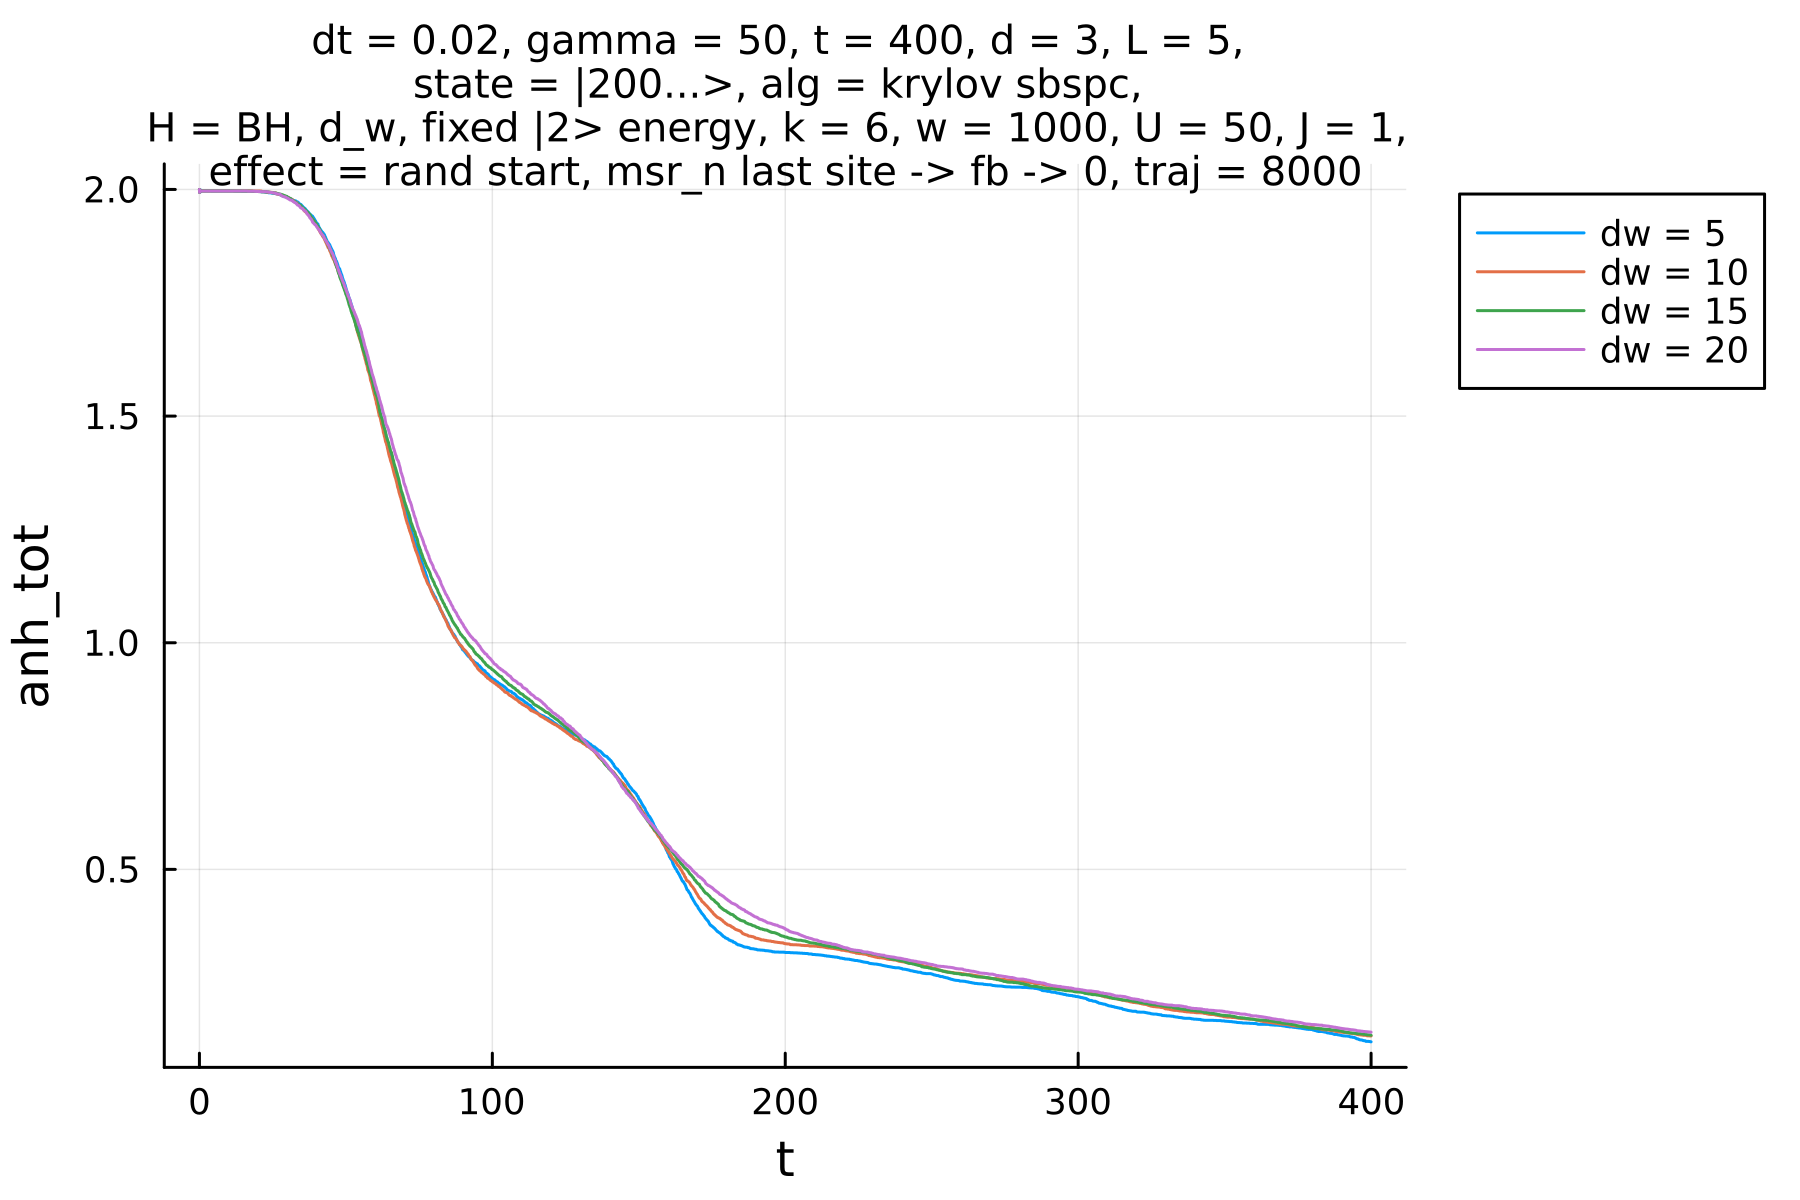 dt = 0.02, gamma = 50, t = 400, d = 3, L = 5,
state = |200...>, alg = krylov sbspc,
H = BH, d_w, fixed |2> energy, k = 6, w = 1000, U = 50, J = 1,
effect = rand start, msr_n last site -> fb -> 0, traj = 8000
2.0
1.5
1.0
0.5
anh_tot
0 100 200 300 400
t
dw = 5
dw = 10
dw = 15
dw = 20